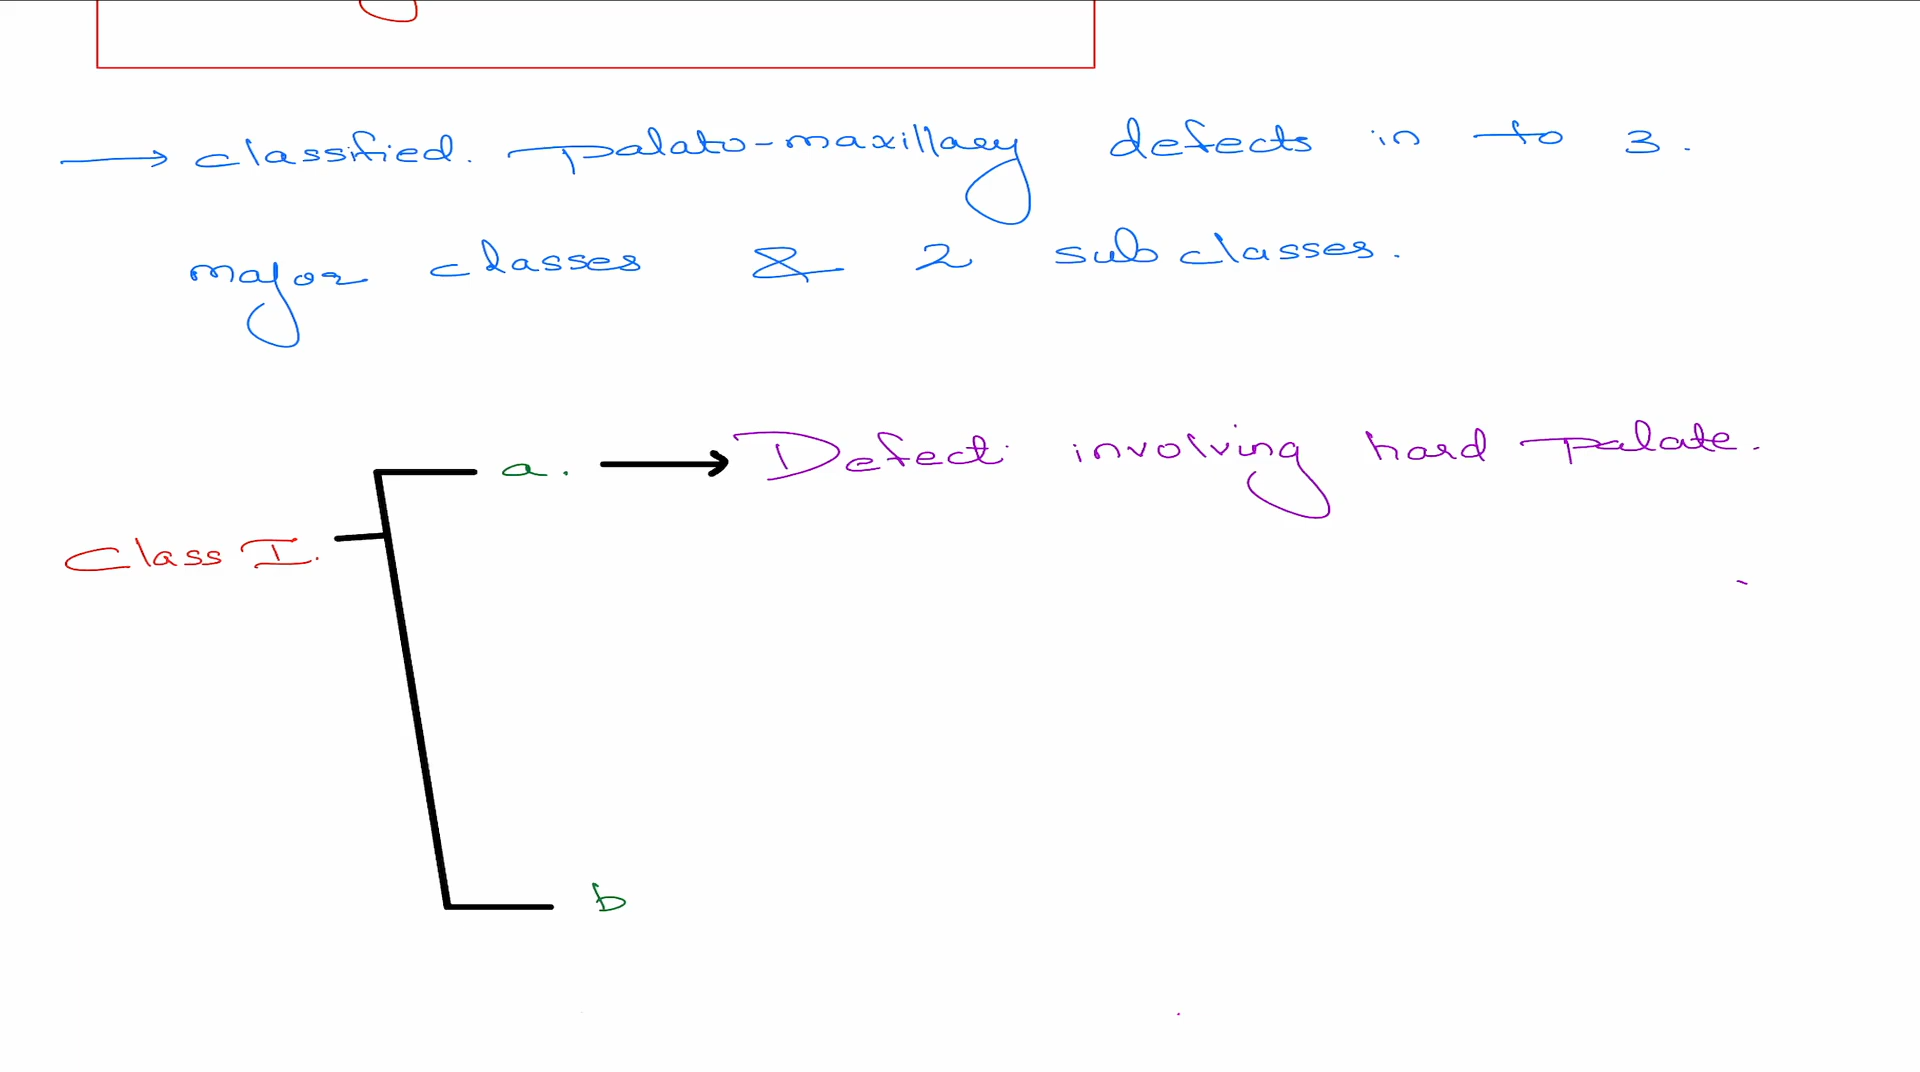 → classified. palato-maxillary defects in to 3.
major classes & 2 sub classes.
a. → Defect involving hard palate.
Class I.
b